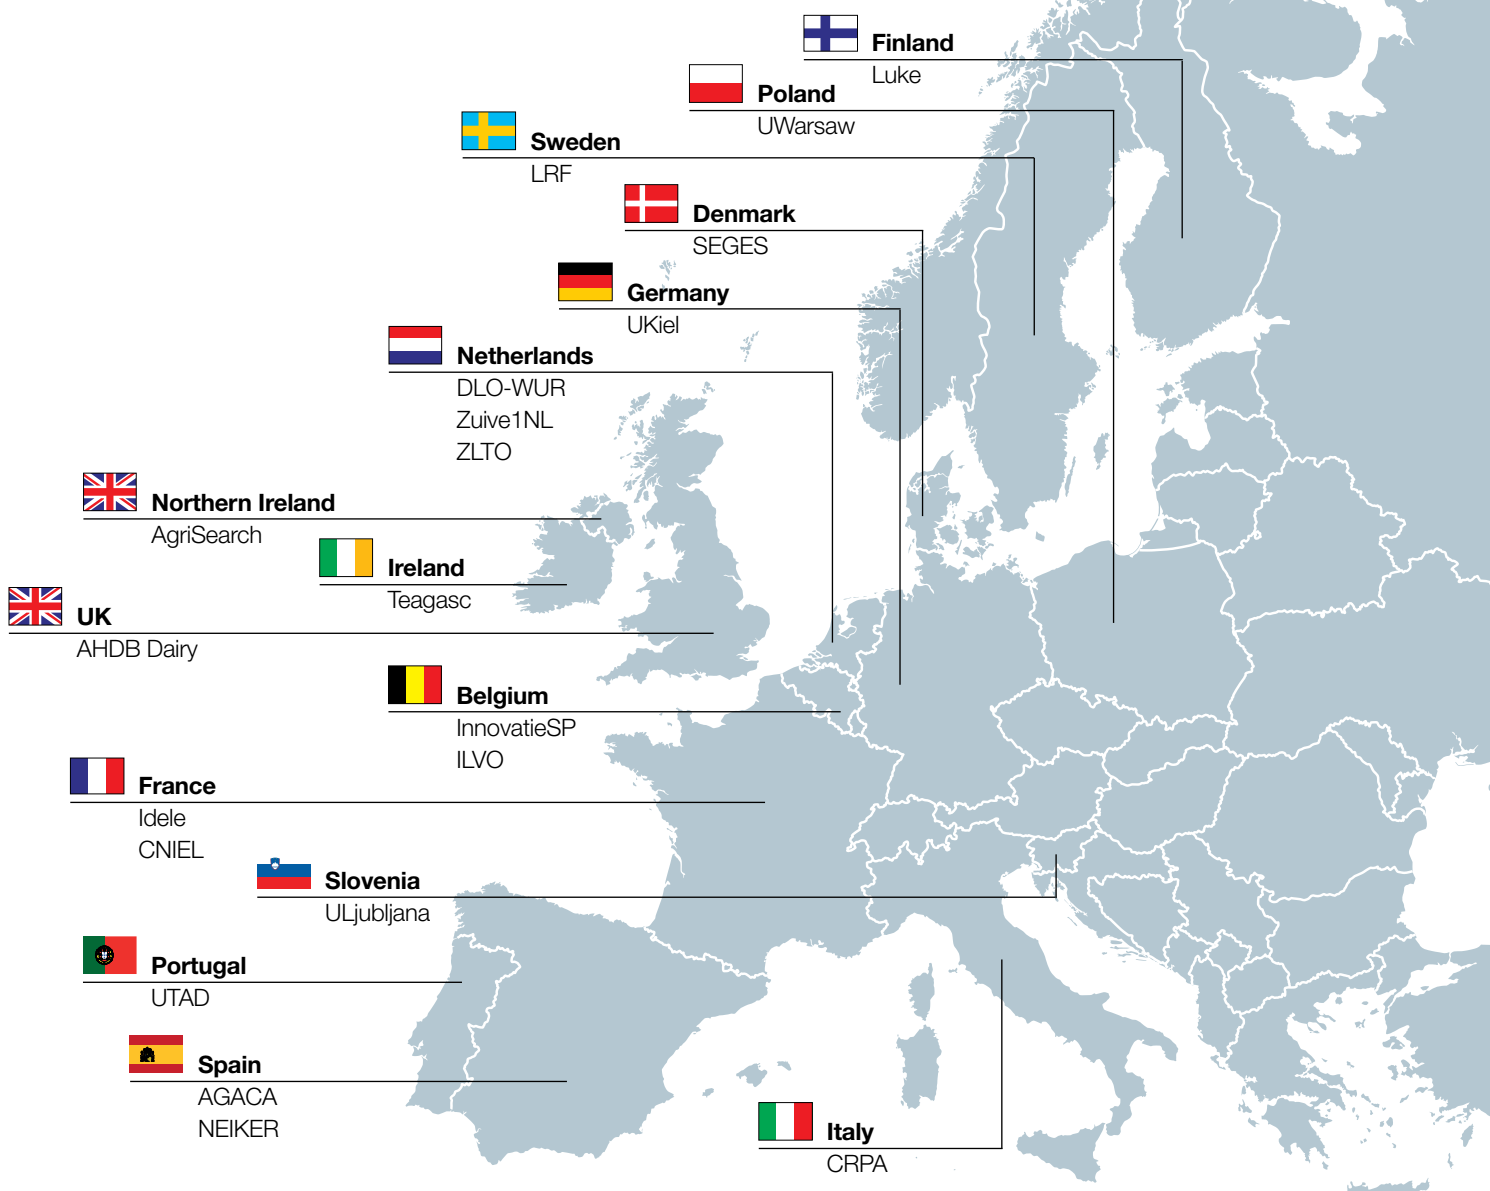 Finland
Luke
Poland
UWarsaw
Sweden
LRF
Denmark
SEGES
Germany
UKiel
Netherlands
DLO-WUR
Zuive1NL
ZLTO
Northern Ireland
AgriSearch
Ireland
Teagasc
UK
AHDB Dairy
Belgium
InnovatieSP
ILVO
France
Idele
CNIEL
Slovenia
ULjubljana
Portugal
UTAD
Spain
AGACA
NEIKER
Italy
CRPA